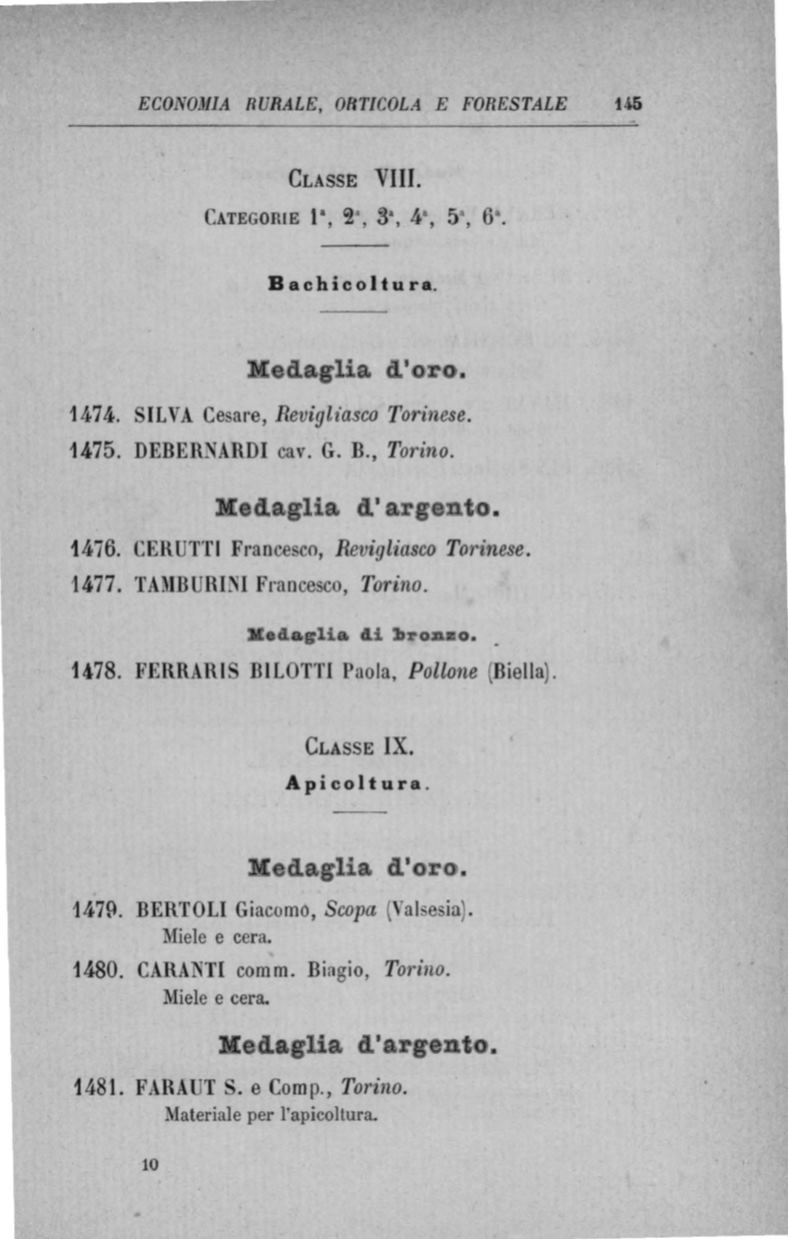 ECONOMIA RURALE, ORTICOLA E FORESTALE 145
CLASSE VIII.
CATEGORIE 1ª, 2ª, 3ª, 4ª, 5ª, 6ª.
Bachicoltura.
Medaglia d'oro.
1474. SILVA Cesare, Revigliasco Torinese.
1475. DEBERNARDI cav. G. B., Torino.
Medaglia d'argento.
1476. CERUTTI Francesco, Revigliasco Torinese.
1477. TAMBURINI Francesco, Torino.
Medaglia di bronzo.
1478. FERRARIS BILOTTI Paola, Pollone (Biella).
CLASSE IX.
Apicoltura.
Medaglia d'oro.
1479. BERTOLI Giacomo, Scopa (Valsesia).
Miele e cera.
1480. CARANTI comm. Biagio, Torino.
Miele e cera.
Medaglia d'argento.
1481. FARAUT S. e Comp., Torino.
Materiale per l'apicoltura.
10